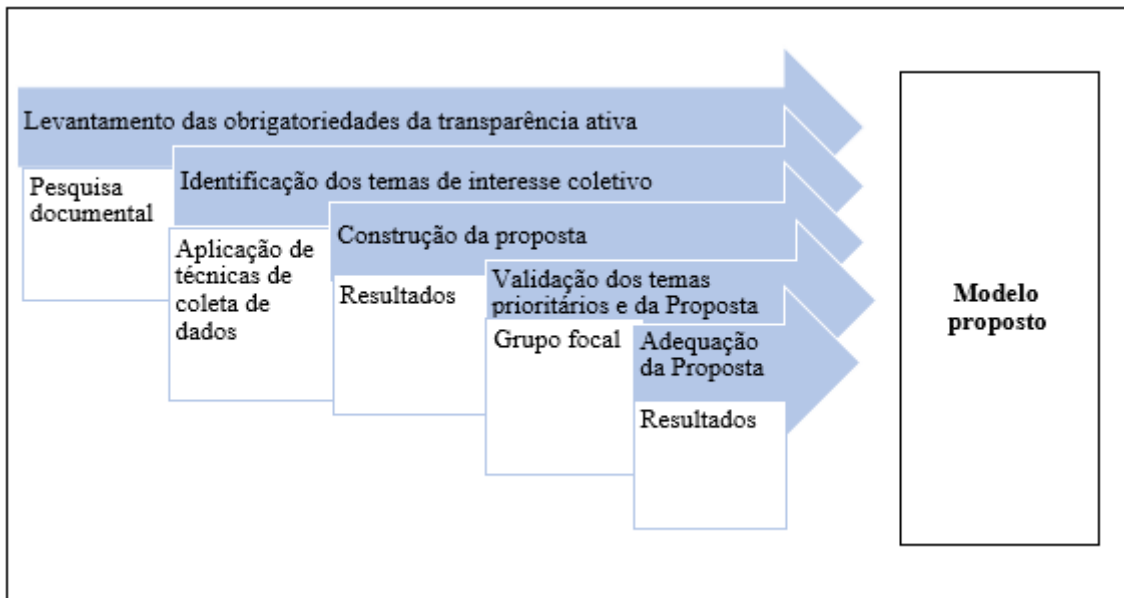 Levantamento das obrigatoriedades da transparência ativa
Pesquisa
documental
Identificação dos temas de interesse coletivo
Aplicação de
técnicas de
coleta de
dados
Construção da proposta
Resultados
Validação dos temas
prioritários e da Proposta
Grupo focal
Adequação
da Proposta
Resultados
Modelo
proposto